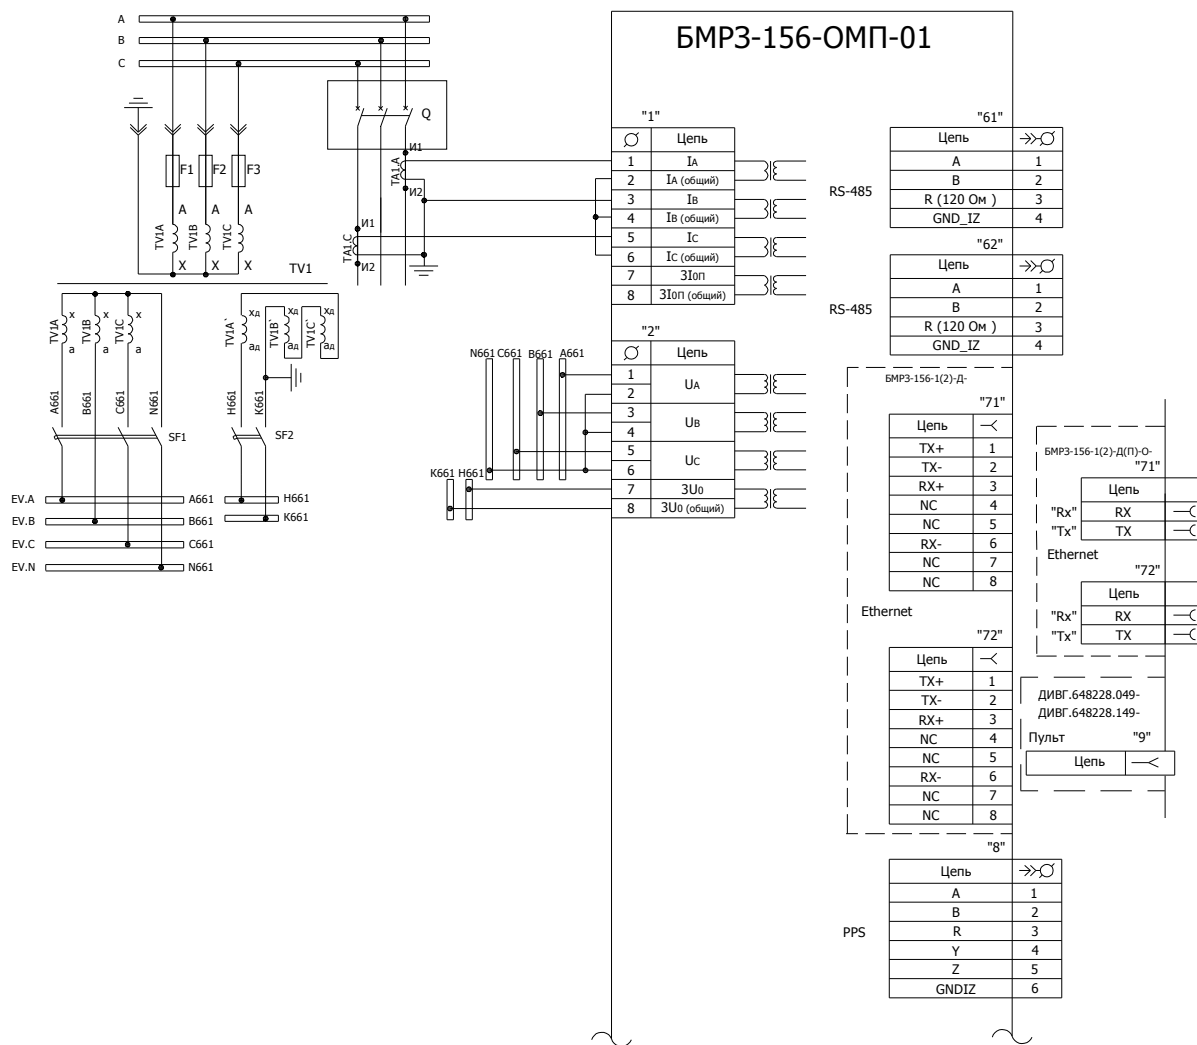 БМРЗ-156-ОМП-01
A
B
C
Q
F1
F2
F3
A
A
A
TV1A
TV1B
TV1C
X
X
X
TV1
И1
TA1.A
И2
И1
TA1.C
И2
"1"
Цепь
1 IA
2 IA (общий)
3 IB
4 IB (общий)
5 IC
6 IC (общий)
7 3I0П
8 3I0П (общий)
"2"
Цепь
1
2
UA
3
4
UB
5
6
UC
7 3U0
8 3U0 (общий)
N661 C661 B661 A661
K661 H661
TV1A
TV1B
TV1C
x
x
x
a
a
a
TV1A`
TV1B`
TV1C`
xд
xд
xд
aд
aд
aд
A661
B661
C661
N661
H661
K661
SF1
SF2
EV.A A661
EV.B B661
EV.C C661
EV.N N661
H661
K661
RS-485
"61"
Цепь
A 1
B 2
R (120 Ом ) 3
GND_IZ 4
RS-485
"62"
Цепь
A 1
B 2
R (120 Ом ) 3
GND_IZ 4
БМРЗ-156-1(2)-Д-
"71"
Цепь
TX+ 1
TX- 2
RX+ 3
NC 4
NC 5
RX- 6
NC 7
NC 8
Ethernet
"72"
Цепь
TX+ 1
TX- 2
RX+ 3
NC 4
NC 5
RX- 6
NC 7
NC 8
БМРЗ-156-1(2)-Д(П)-О-
"71"
Цепь
"Rx" RX
"Tx" TX
Ethernet
"72"
Цепь
"Rx" RX
"Tx" TX
ДИВГ.648228.049-
ДИВГ.648228.149-
Пульт "9"
Цепь
"8"
PPS
Цепь
A 1
B 2
R 3
Y 4
Z 5
GNDIZ 6